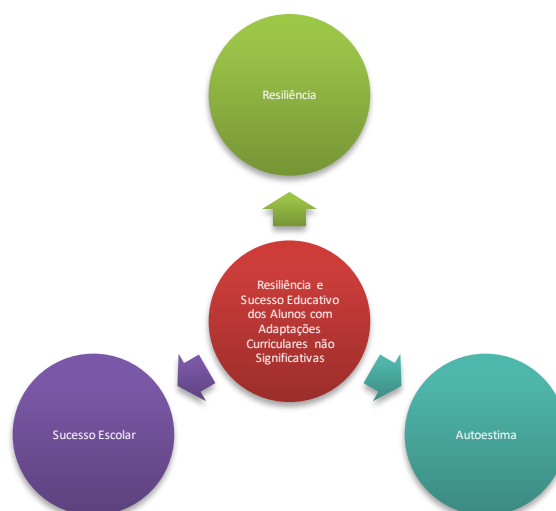 Resiliência
Resiliência e
Sucesso Educativo
dos Alunos com
Adaptações
Curriculares não
Significativas
Sucesso Escolar
Autoestima